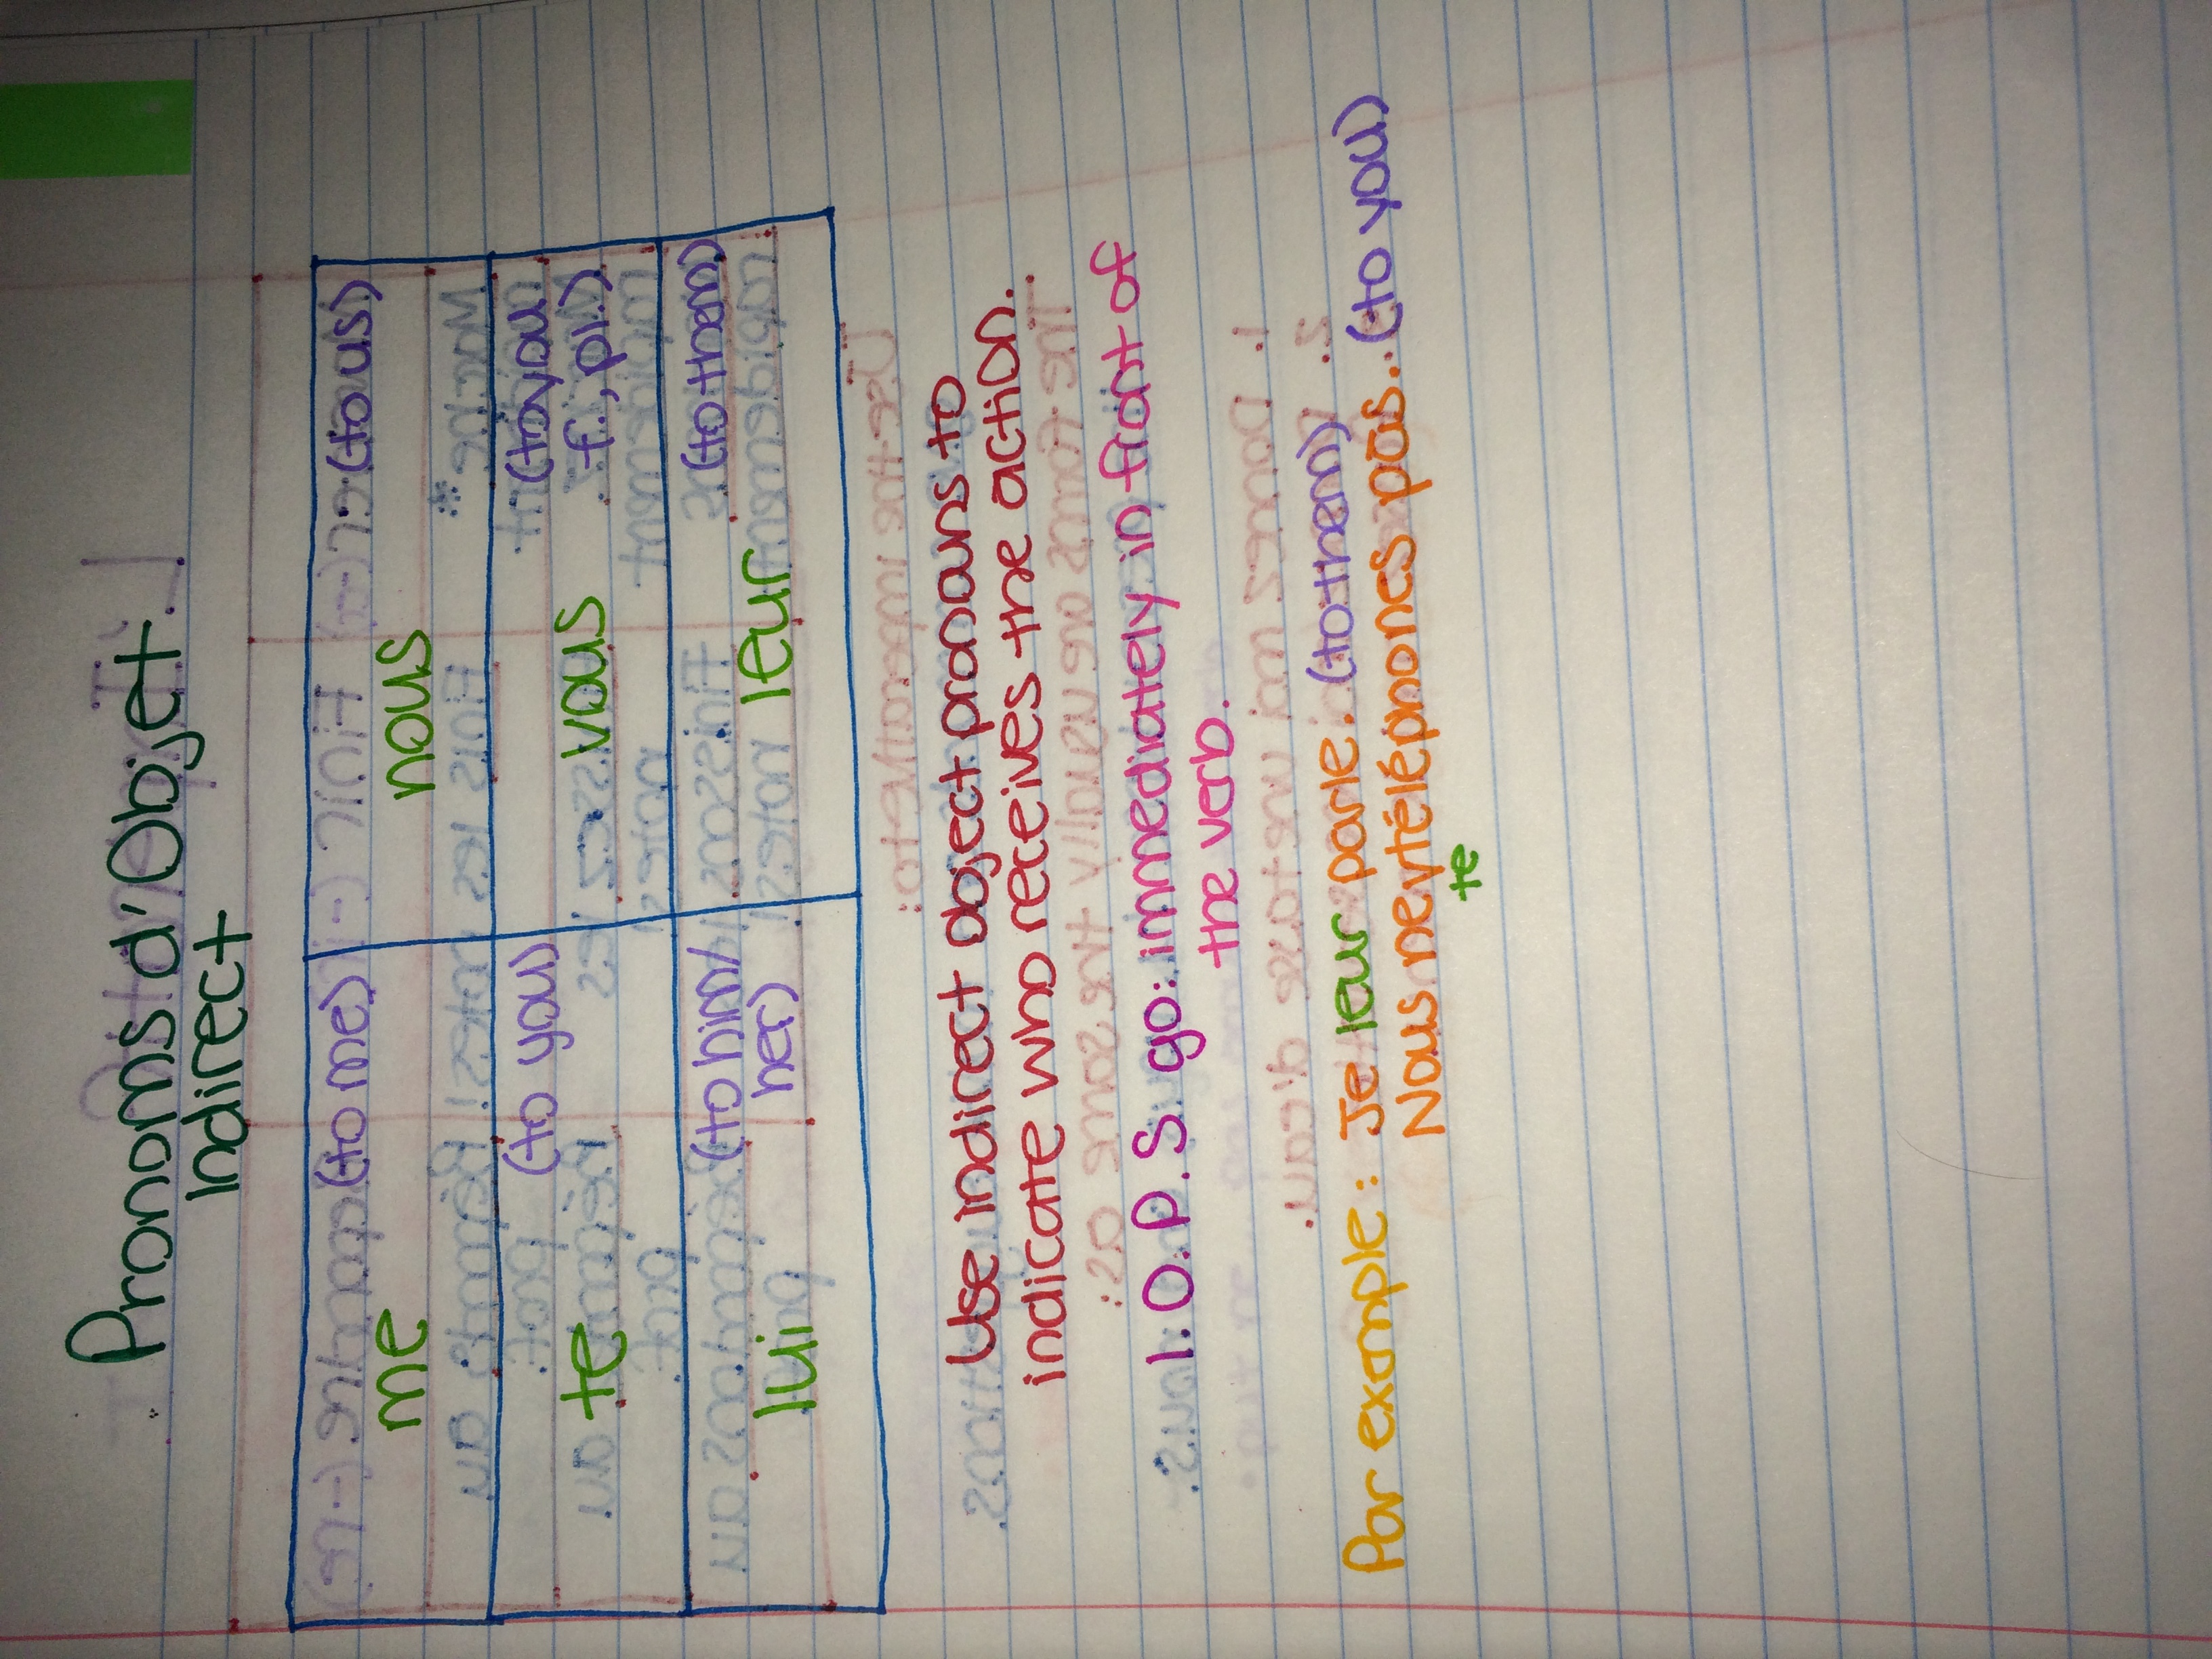 Pronoms d'Objet
Indirect
(to me)
me
(to us)
nous
(to you)
te
(to you
f., pl.)
vous
(to him/
her)
lui
(to them)
leur
Use indirect object pronouns to
indicate who receives the action.
I. O. P. S. go: immediately in front of
the verb.
Par exemple: Je leur parle. (to them)
Nous ne téléphones pas. (to you)
te